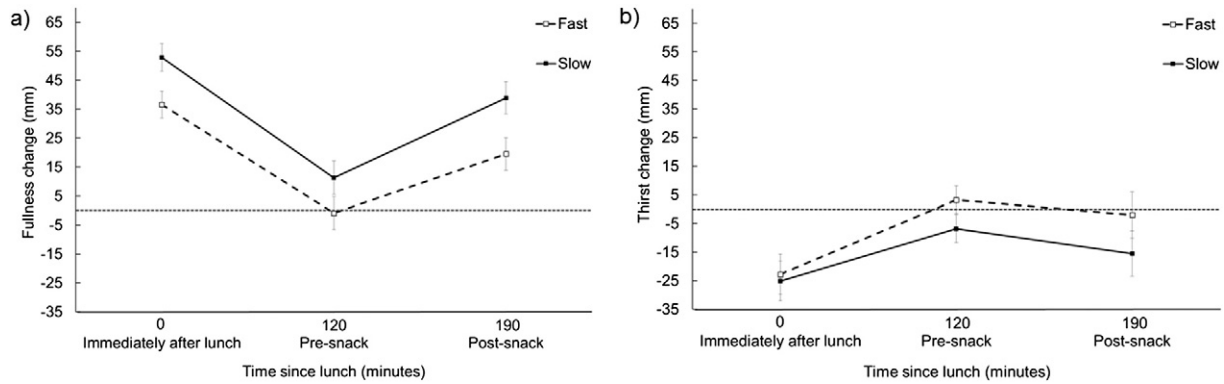 a)
Fullness change (mm)
65
55
45
35
25
15
5
-5
-15
-25
-35
Fast
Slow
0
120
190
Immediately after lunch
Pre-snack
Post-snack
Time since lunch (minutes)
b)
Thirst change (mm)
65
55
45
35
25
15
5
-5
-15
-25
-35
Fast
Slow
0
120
190
Immediately after lunch
Pre-snack
Post-snack
Time since lunch (minutes)